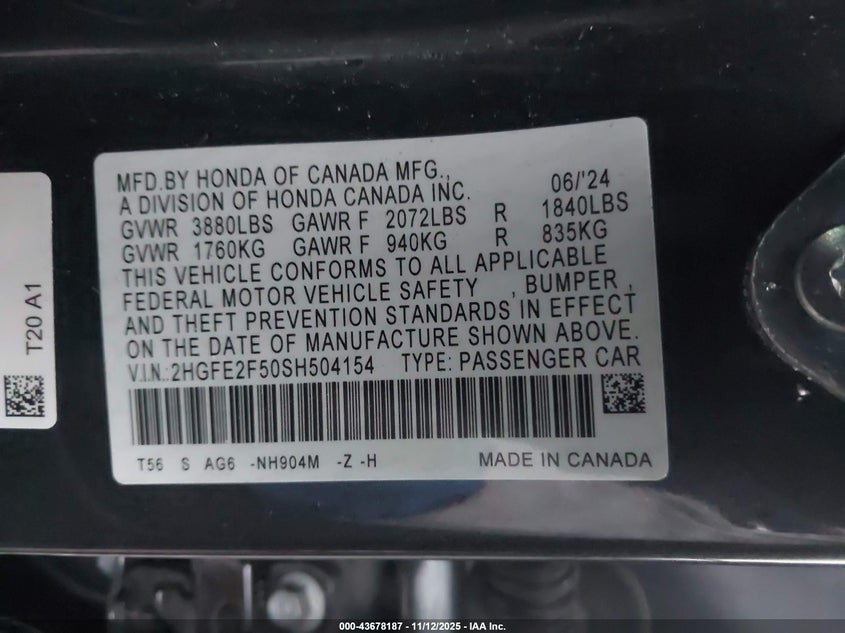 MFD.BY HONDA OF CANADA MFG.,
A DIVISION OF HONDA CANADA INC. 06/'24
GVWR 3880LBS GAWR F 2072LBS R 1840LBS
GVWR 1760KG GAWR F 940KG R 835KG
THIS VEHICLE CONFORMS TO ALL APPLICABLE
FEDERAL MOTOR VEHICLE SAFETY , BUMPER ,
AND THEFT PREVENTION STANDARDS IN EFFECT
ON THE DATE OF MANUFACTURE SHOWN ABOVE.
V.I.N.:2HGFE2F50SH504154 TYPE: PASSENGER CAR
T56 S AG6 -NH904M -Z -H MADE IN CANADA
T20 A1
000-43678187 - 11/12/2025 - IAA Inc.